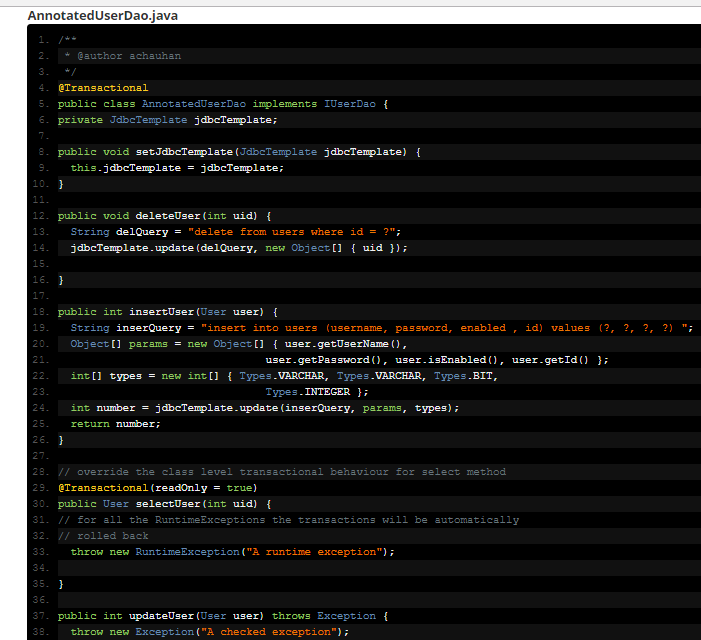 AnnotatedUserDao.java
1. /**
2.  * @author achauhan
3.  */
4. @Transactional
5. public class AnnotatedUserDao implements IUserDao {
6. private JdbcTemplate jdbcTemplate;
7.
8. public void setJdbcTemplate(JdbcTemplate jdbcTemplate) {
9.   this.jdbcTemplate = jdbcTemplate;
10. }
11.
12. public void deleteUser(int uid) {
13.   String delQuery = "delete from users where id = ?";
14.   jdbcTemplate.update(delQuery, new Object[] { uid });
15.
16. }
17.
18. public int insertUser(User user) {
19.   String inserQuery = "insert into users (username, password, enabled , id) values (?, ?, ?, ?) ";
20.   Object[] params = new Object[] { user.getUserName(),
21.                                 user.getPassword(), user.isEnabled(), user.getId() };
22.   int[] types = new int[] { Types.VARCHAR, Types.VARCHAR, Types.BIT,
23.                                 Types.INTEGER };
24.   int number = jdbcTemplate.update(inserQuery, params, types);
25.   return number;
26. }
27.
28. // override the class level transactional behaviour for select method
29. @Transactional(readOnly = true)
30. public User selectUser(int uid) {
31. // for all the RuntimeExceptions the transactions will be automatically
32. // rolled back
33.   throw new RuntimeException("A runtime exception");
34.
35. }
36.
37. public int updateUser(User user) throws Exception {
38.   throw new Exception("A checked exception");